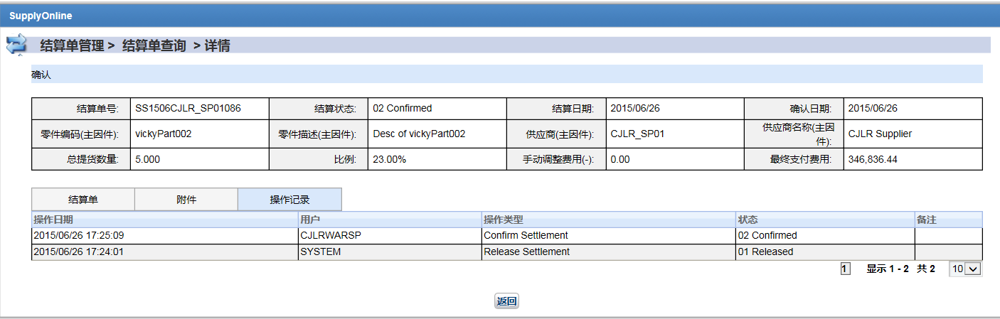 SupplyOnline
结算单管理 > 结算单查询 > 详情
确认
结算单号: SS1506CJLR_SP01086 结算状态: 02 Confirmed 结算日期: 2015/06/26 确认日期: 2015/06/26
零件编码(主因件): vickyPart002 零件描述(主因件): Desc of vickyPart002 供应商(主因件): CJLR_SP01 供应商名称(主因
件): CJLR Supplier
总提货数量: 5.000 比例: 23.00% 手动调整费用(-): 0.00 最终支付费用: 346,836.44
结算单 附件 操作记录
操作日期 用户 操作类型 状态 备注
2015/06/26 17:25:09 CJLRWARSP Confirm Settlement 02 Confirmed
2015/06/26 17:24:01 SYSTEM Release Settlement 01 Released
1 显示 1 - 2 共 2 10
返回